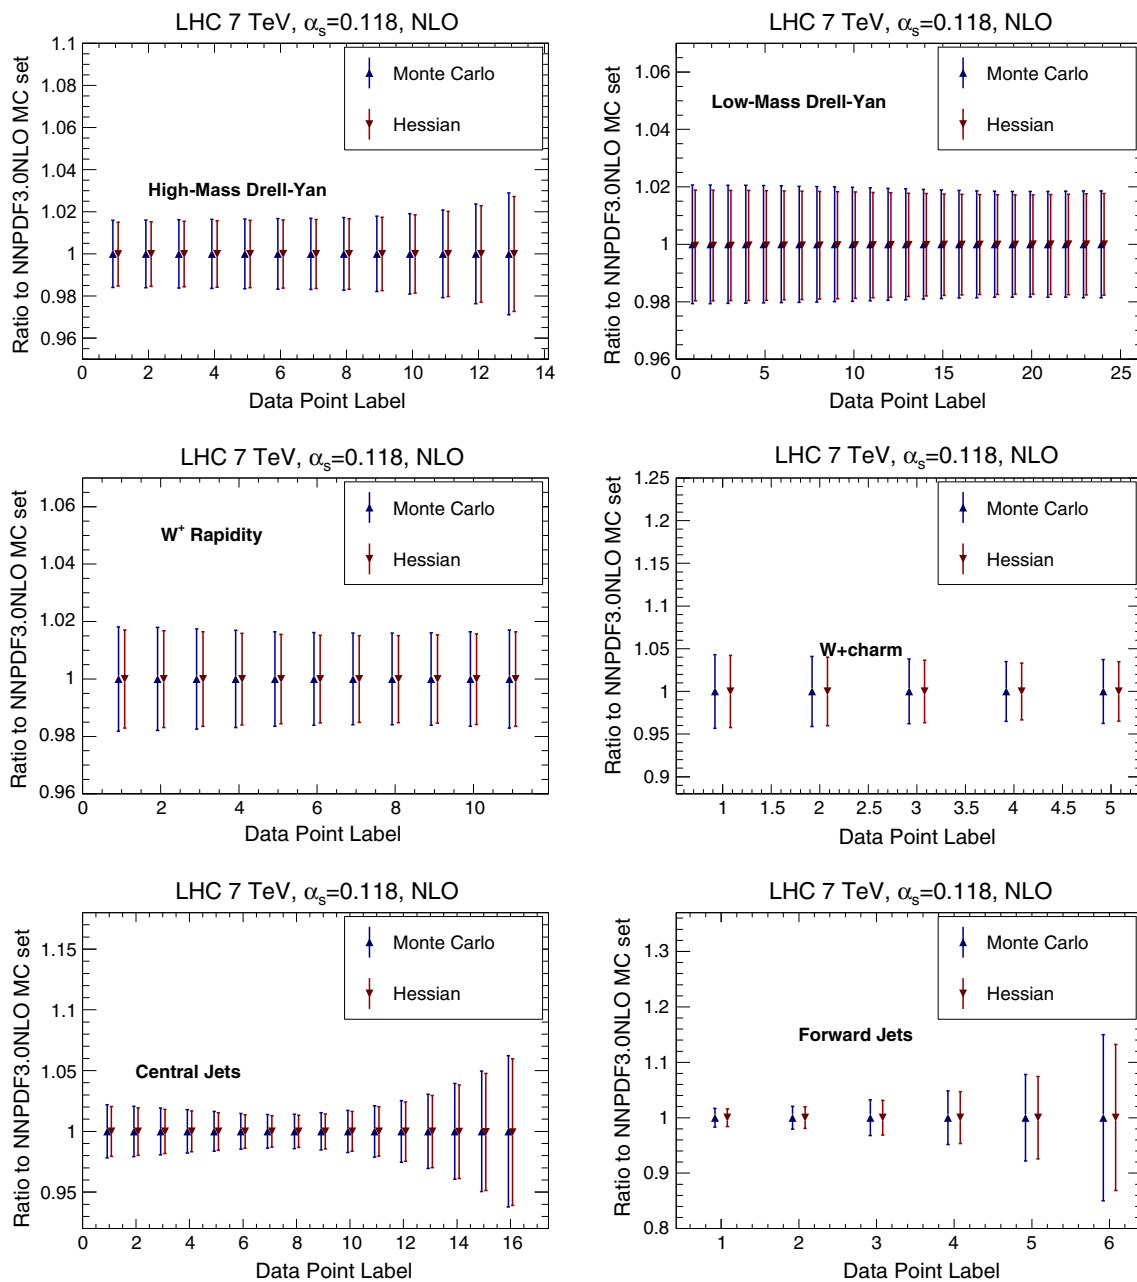 LHC 7 TeV, αs=0.118, NLO
Ratio to NNPDF3.0NLO MC set
1.1
1.08
1.06
1.04
1.02
1
0.98
0.96
Monte Carlo
Hessian
High-Mass Drell-Yan
0 2 4 6 8 10 12 14
Data Point Label
LHC 7 TeV, αs=0.118, NLO
Ratio to NNPDF3.0NLO MC set
1.06
1.04
1.02
1
0.98
0.96
Monte Carlo
Hessian
Low-Mass Drell-Yan
0 5 10 15 20 25
Data Point Label
LHC 7 TeV, αs=0.118, NLO
Ratio to NNPDF3.0NLO MC set
1.06
1.04
1.02
1
0.98
0.96
Monte Carlo
Hessian
W+ Rapidity
0 2 4 6 8 10
Data Point Label
LHC 7 TeV, αs=0.118, NLO
Ratio to NNPDF3.0NLO MC set
1.25
1.2
1.15
1.1
1.05
1
0.95
0.9
Monte Carlo
Hessian
W+charm
1 1.5 2 2.5 3 3.5 4 4.5 5
Data Point Label
LHC 7 TeV, αs=0.118, NLO
Ratio to NNPDF3.0NLO MC set
1.15
1.1
1.05
1
0.95
Monte Carlo
Hessian
Central Jets
0 2 4 6 8 10 12 14 16
Data Point Label
LHC 7 TeV, αs=0.118, NLO
Ratio to NNPDF3.0NLO MC set
1.3
1.2
1.1
1
0.9
0.8
Monte Carlo
Hessian
Forward Jets
1 2 3 4 5 6
Data Point Label